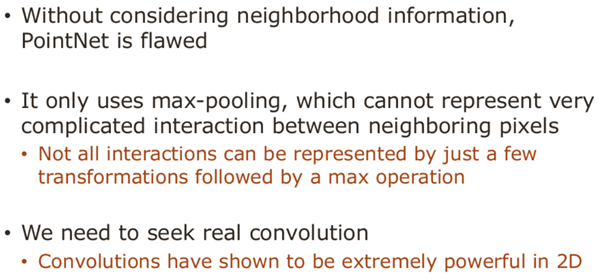 • Without considering neighborhood information,
PointNet is flawed
• It only uses max-pooling, which cannot represent very
complicated interaction between neighboring pixels
• Not all interactions can be represented by just a few
transformations followed by a max operation
• We need to seek real convolution
• Convolutions have shown to be extremely powerful in 2D